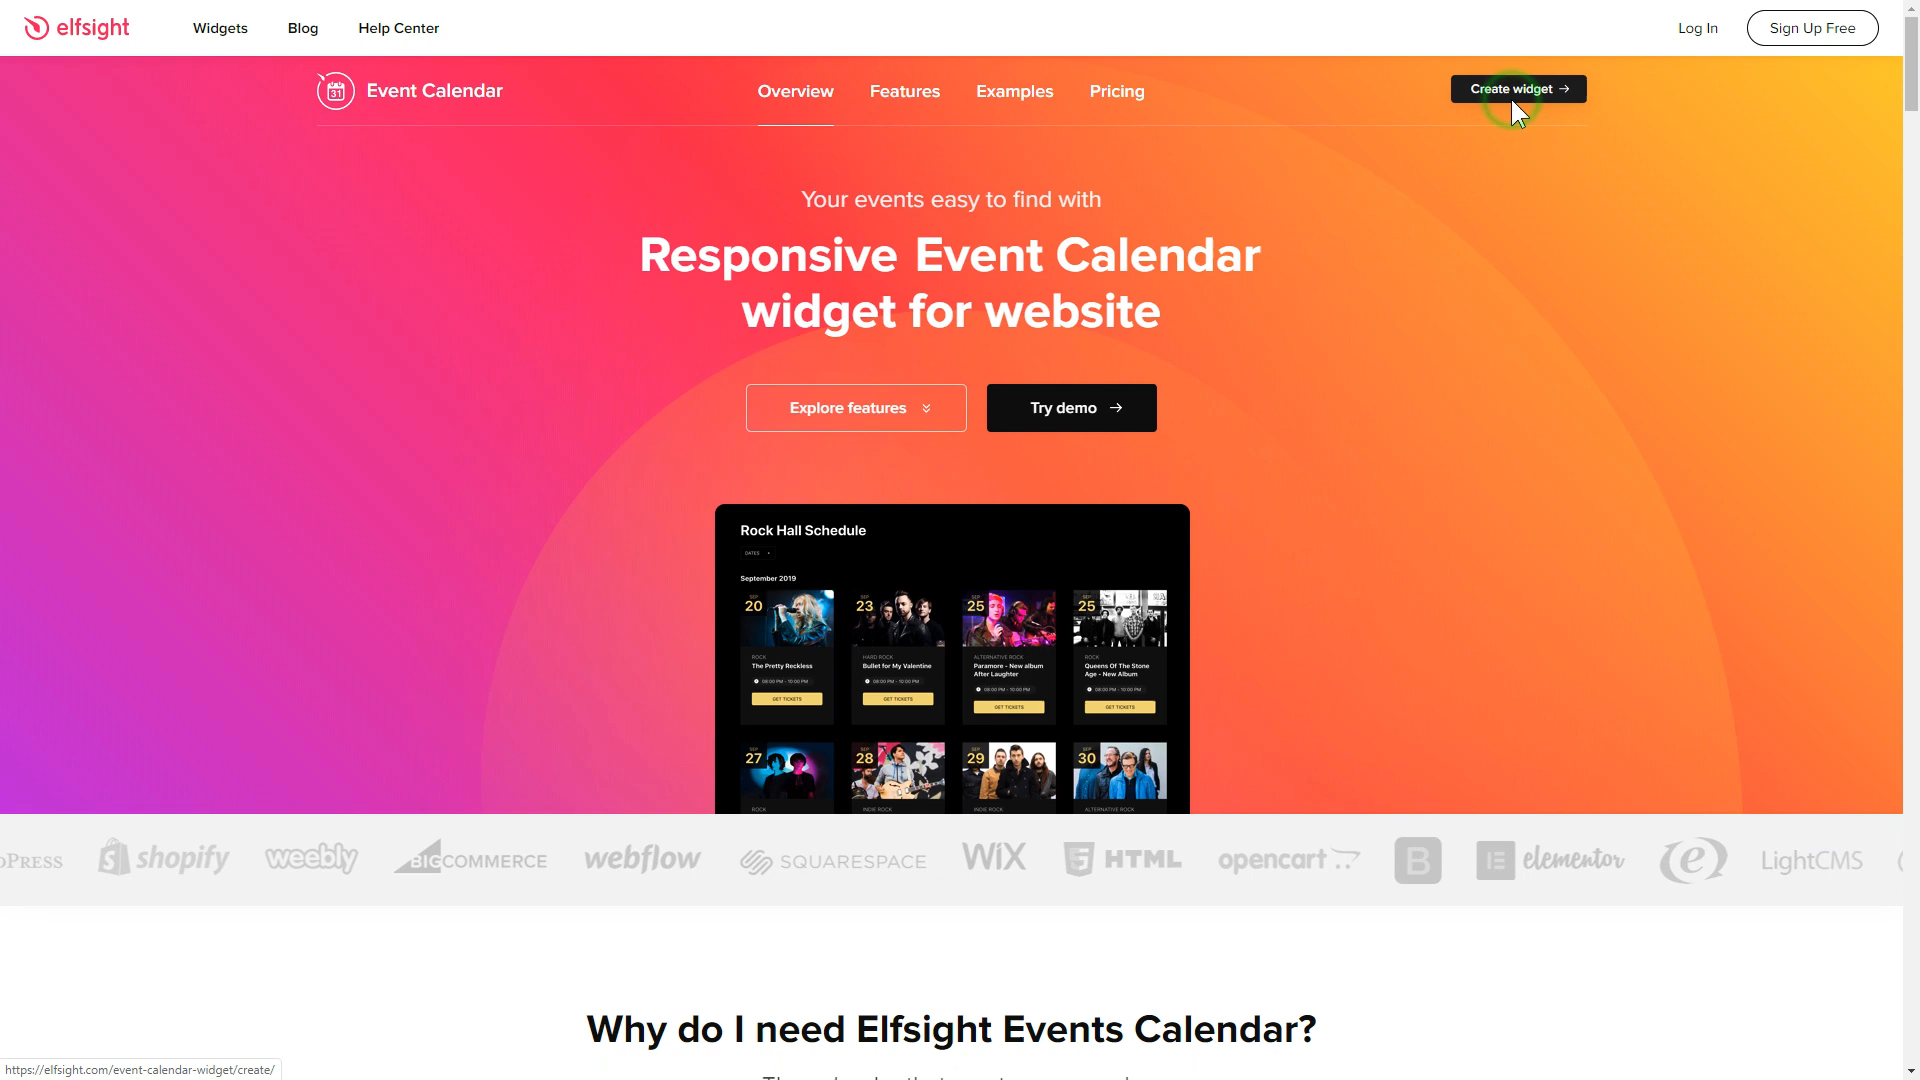 elfsight
Widgets
Blog
Help Center
Log In
Sign Up Free
Event Calendar
Overview
Features
Examples
Pricing
Create widget →
Your events easy to find with
Responsive Event Calendar
widget for website
Explore features
Try demo →
Rock Hall Schedule
DATES
September 2019
SEP
20
SEP
23
SEP
25
SEP
25
ROCK
The Pretty Reckless
08:00 PM - 10:00 PM
GET TICKETS
HARD ROCK
Bullet for My Valentine
08:00 PM - 10:00 PM
GET TICKETS
ALTERNATIVE ROCK
Paramore - New album
After Laughter
08:00 PM - 10:00 PM
GET TICKETS
ROCK
Queens Of The Stone
Age - New Album
08:00 PM - 10:00 PM
GET TICKETS
SEP
27
SEP
28
SEP
29
SEP
30
ROCK
INDIE ROCK
INDIE ROCK
ALTERNATIVE ROCK
PRESS
shopify
weebly
BIGCOMMERCE
webflow
SQUARESPACE
WiX
HTML
opencart
B
elementor
e
LightCMS
Why do I need Elfsight Events Calendar?
https://elfsight.com/event-calendar-widget/create/